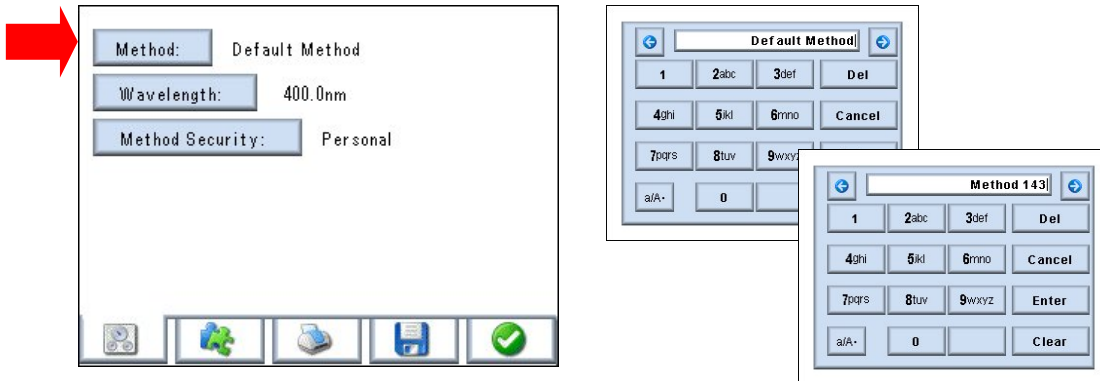 Method: Default Method
Wavelength: 400.0nm
Method Security: Personal
Default Method
1 2abc 3def Del
4ghi 5jkl 6mno Cancel
7pqrs 8tuv 9wxyz
a/A• 0
Method 143
1 2abc 3def Del
4ghi 5jkl 6mno Cancel
7pqrs 8tuv 9wxyz Enter
a/A• 0 Clear